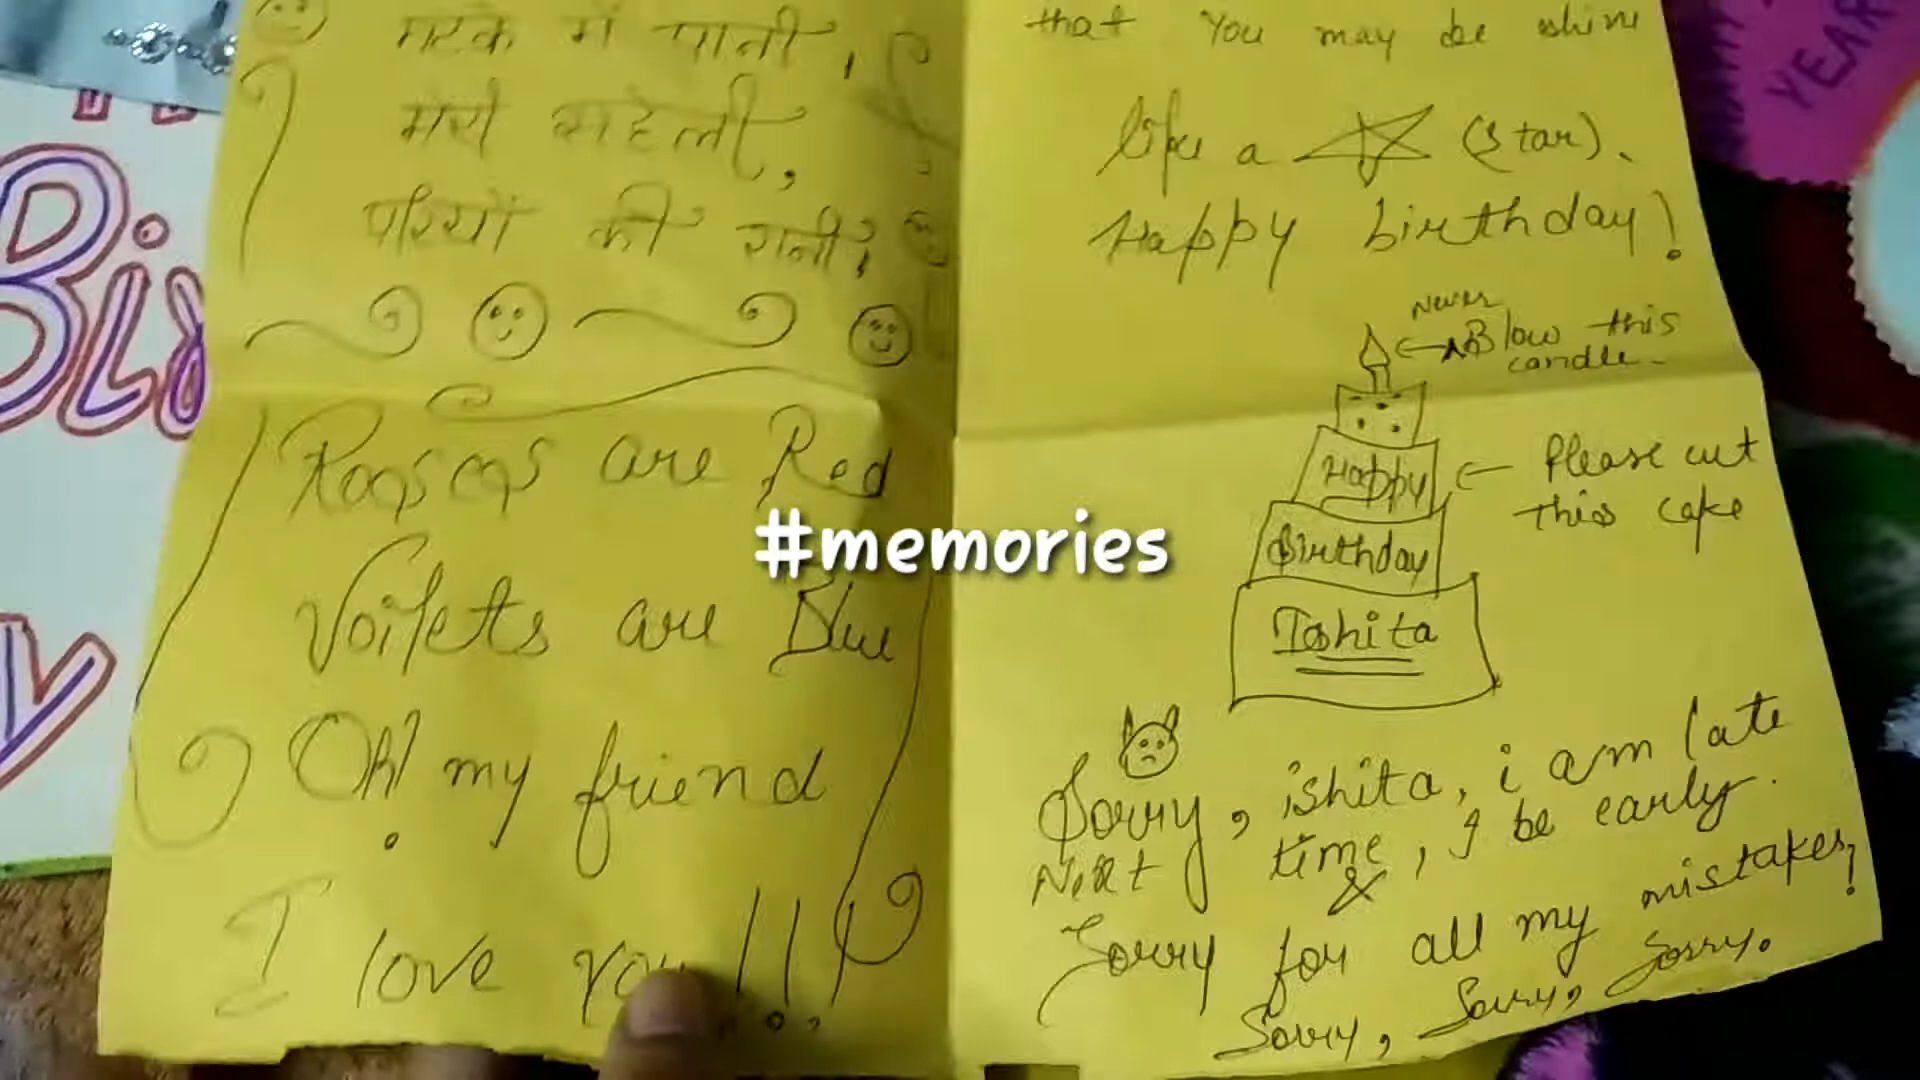 मटके में पानी,
मेरी सहेली,
परियों की रानी,
Rooses are Red
Voilets are Blue
Oh! my friend
I love you!!!
that You may be shine
like a (star).
Happy birthday!
Never
Blow this
candle.
Happy
Birthday
Ishita
Please cut
this cake
Sorry, ishita, i am late
Next time, I be early.
&
Sorry for all my mistakes!
Sorry, Sorry, Sorry.
#memories
YEAR